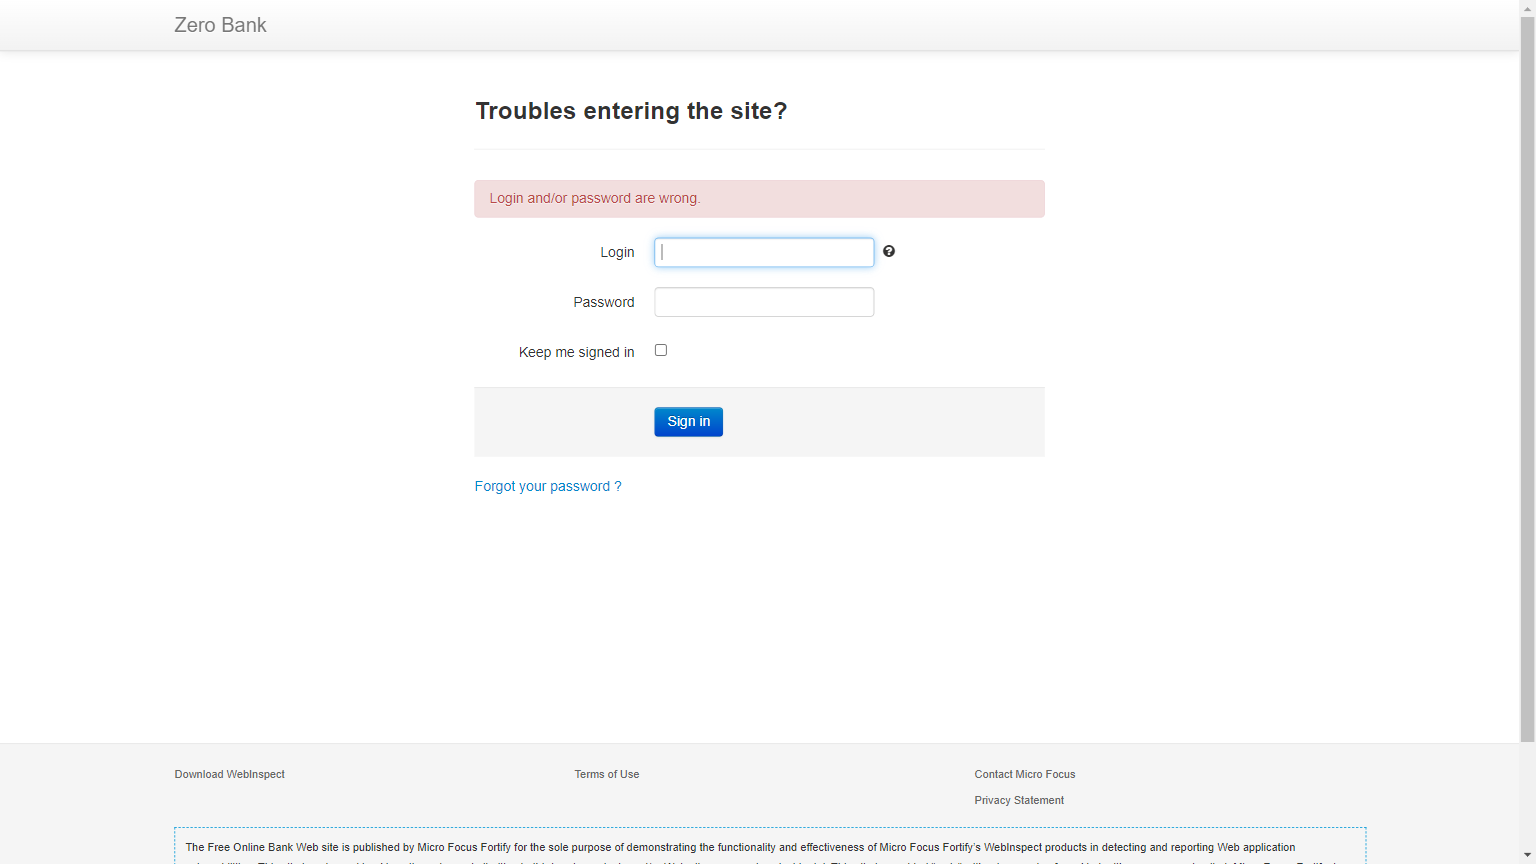 Zero Bank
Troubles entering the site?
Login and/or password are wrong.
Login
Password
Keep me signed in
Sign in
Forgot your password ?
Download WebInspect
Terms of Use
Contact Micro Focus
Privacy Statement
The Free Online Bank Web site is published by Micro Focus Fortify for the sole purpose of demonstrating the functionality and effectiveness of Micro Focus Fortify's WebInspect products in detecting and reporting Web application